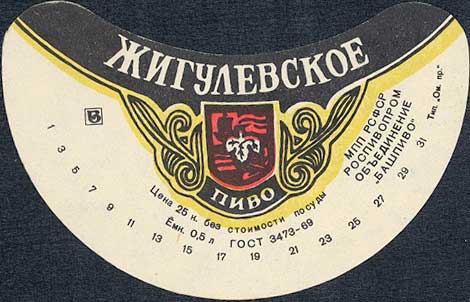 ЖИГУЛЕВСКОЕ
ПИВО
МПП РСФСР
РОСПИВОПРОМ
ОБЪЕДИНЕНИЕ
„БАШПИВО"
Тип. „Ом. пр."
Цена 25 к. без стоимости посуды
Ёмк. 0,5 л ГОСТ 3473—69
1 3 5 7 9 11 13 15 17 19 21 23 25 27 29 31